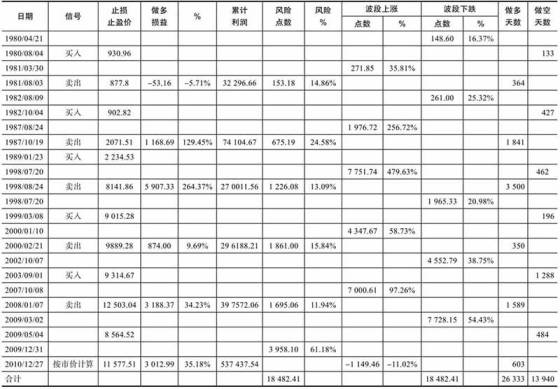 日期 信号 止损止盈价 做多损益 % 累计利润 风险点数 风险% 波段上涨 波段下跌 做多天数 做空天数
点数 % 点数 %
1980/04/21 148.60 16.37%
1980/08/04 买入 930.96 133
1981/03/30 271.85 35.81%
1981/08/03 卖出 877.8 -53.16 -5.71% 32 296.66 153.18 14.86% 364
1982/08/09 261.00 25.32%
1982/10/04 买入 902.82 427
1987/08/24 1 976.72 256.72%
1987/10/19 卖出 2071.51 1 168.69 129.45% 74 104.67 675.19 24.58% 1 841
1989/01/23 买入 2 234.53
1998/07/20 7 751.74 479.63% 462
1998/08/24 卖出 8141.86 5 907.33 264.37% 27 0011.56 1 226.08 13.09% 3 500
1998/07/20 1 965.33 20.98%
1999/03/08 买入 9 015.28 196
2000/01/10 4 347.67 58.73%
2000/02/21 卖出 9889.28 874.00 9.69% 29 6188.21 1 861.00 15.84% 350
2002/10/07 4 552.79 38.75%
2003/09/01 买入 9 314.67 1 288
2007/10/08 7 000.61 97.26%
2008/01/07 卖出 12 503.04 3 188.37 34.23% 39 7572.06 1 695.06 11.94% 1 589
2009/03/02 7 728.15 54.43%
2009/05/04 8 564.52 484
2009/12/31 3 958.10 61.18%
2010/12/27 按市价计算 11 577.51 3 012.99 35.18% 537 437.54 -1 149.46 -11.02% 603
合计 18 482.41 18 482.41 26 333 13 940